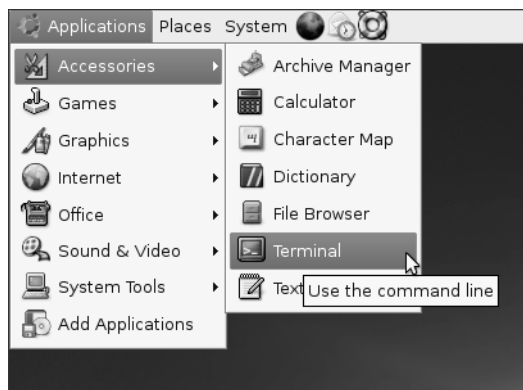 Applications Places System
Accessories
Games
Graphics
Internet
Office
Sound & Video
System Tools
Add Applications
Archive Manager
Calculator
Character Map
Dictionary
File Browser
Terminal
Text
Use the command line